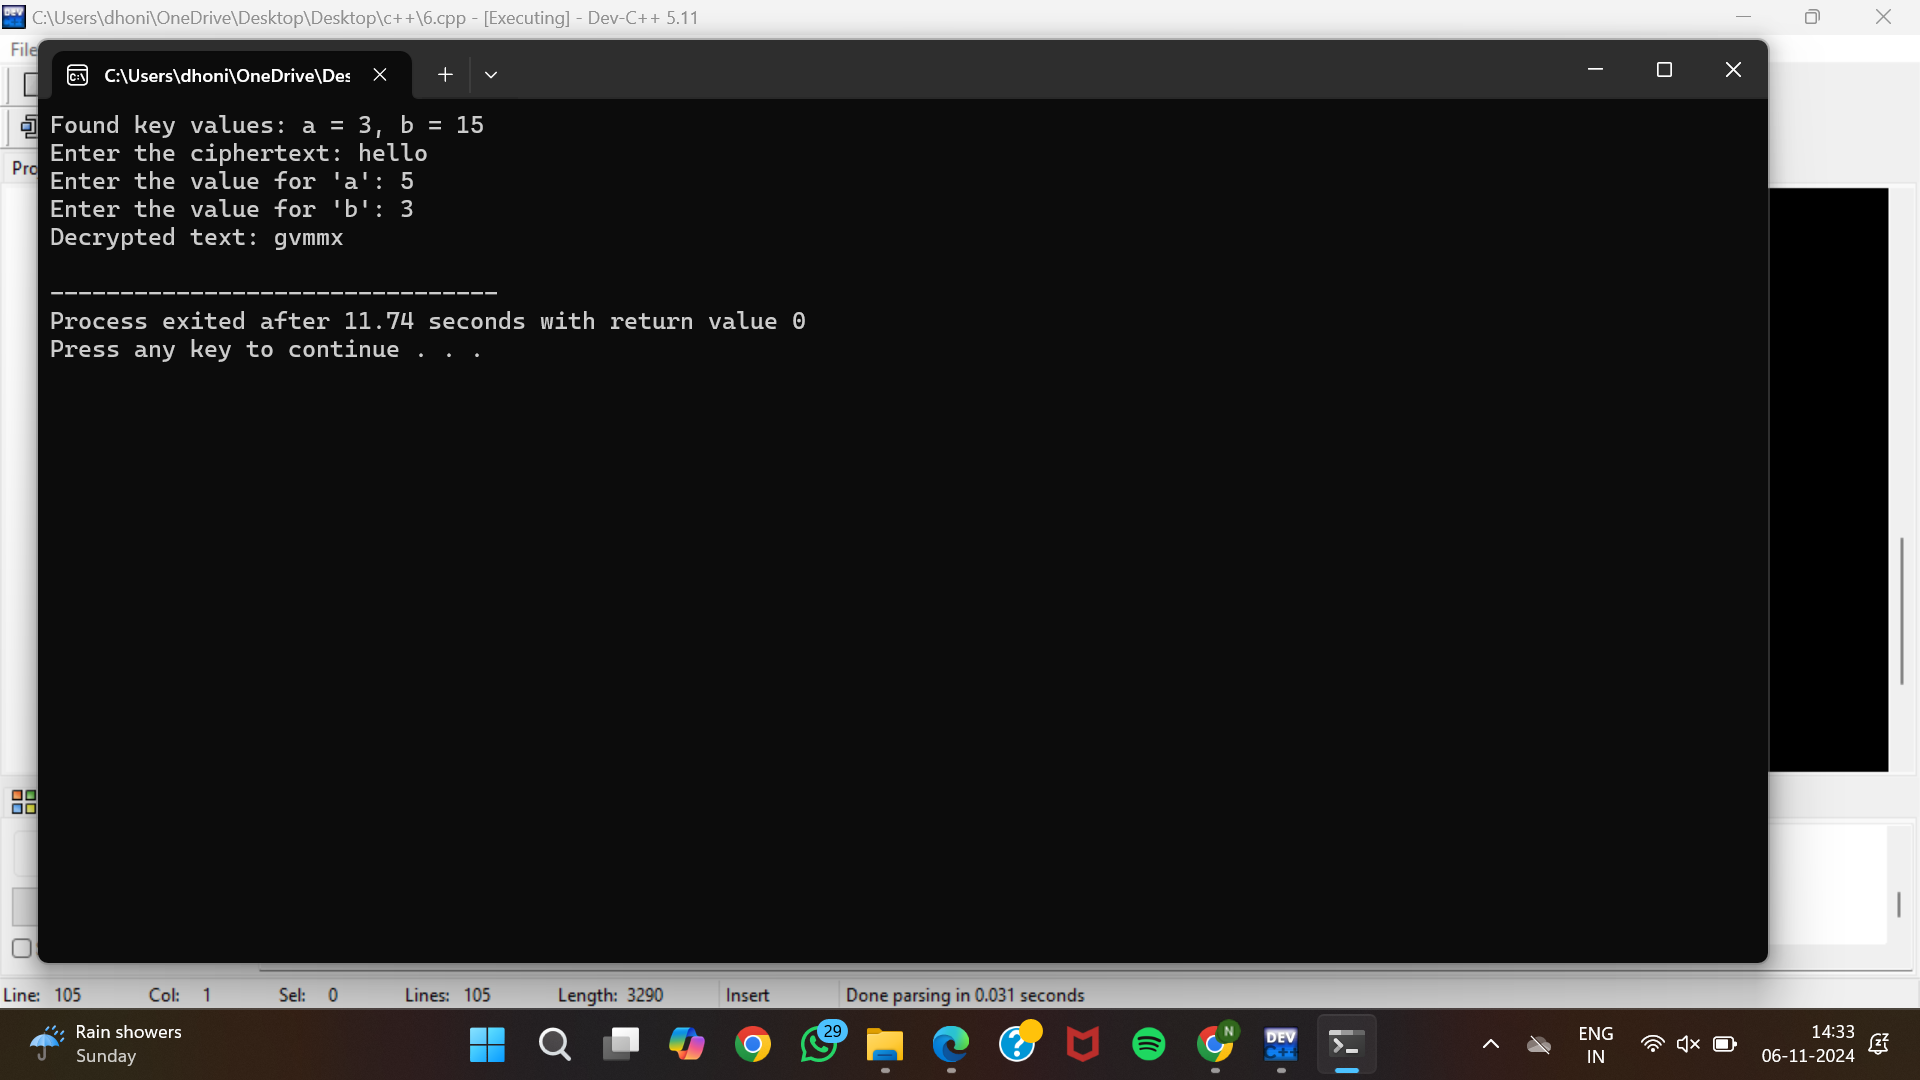 C:\Users\dhoni\OneDrive\Desktop\Desktop\c++\6.cpp - [Executing] - Dev-C++ 5.11
File
C:\Users\dhoni\OneDrive\Des
Found key values: a = 3, b = 15
Enter the ciphertext: hello
Enter the value for 'a': 5
Pro
Enter the value for 'b': 3
Decrypted text: gvmmx
--------------------------------
Process exited after 11.74 seconds with return value 0
Press any key to continue . . .
Line: 105 Col: 1 Sel: 0 Lines: 105 Length: 3290 Insert Done parsing in 0.031 seconds
Rain showers
Sunday
29
N
DEV
C++
ENG
IN
14:33
06-11-2024